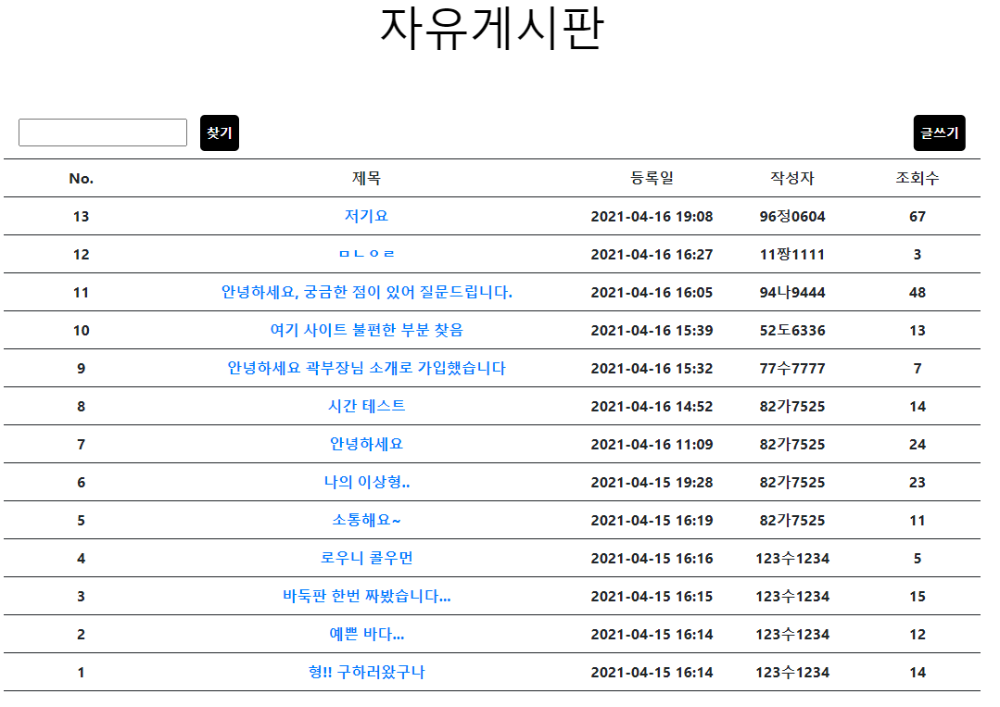 자유게시판
찾기 글쓰기
No. 제목 등록일 작성자 조회수
13 저기요 2021-04-16 19:08 96정0604 67
12 ㅁㄴㅇㄹ 2021-04-16 16:27 11짱1111 3
11 안녕하세요, 궁금한 점이 있어 질문드립니다. 2021-04-16 16:05 94나9444 48
10 여기 사이트 불편한 부분 찾음 2021-04-16 15:39 52도6336 13
9 안녕하세요 곽부장님 소개로 가입했습니다 2021-04-16 15:32 77수7777 7
8 시간 테스트 2021-04-16 14:52 82가7525 14
7 안녕하세요 2021-04-16 11:09 82가7525 24
6 나의 이상형.. 2021-04-15 19:28 82가7525 23
5 소통해요~ 2021-04-15 16:19 82가7525 11
4 로우니 콜우먼 2021-04-15 16:16 123수1234 5
3 바둑판 한번 짜봤습니다... 2021-04-15 16:15 123수1234 15
2 예쁜 바다... 2021-04-15 16:14 123수1234 12
1 형!! 구하러왔구나 2021-04-15 16:14 123수1234 14